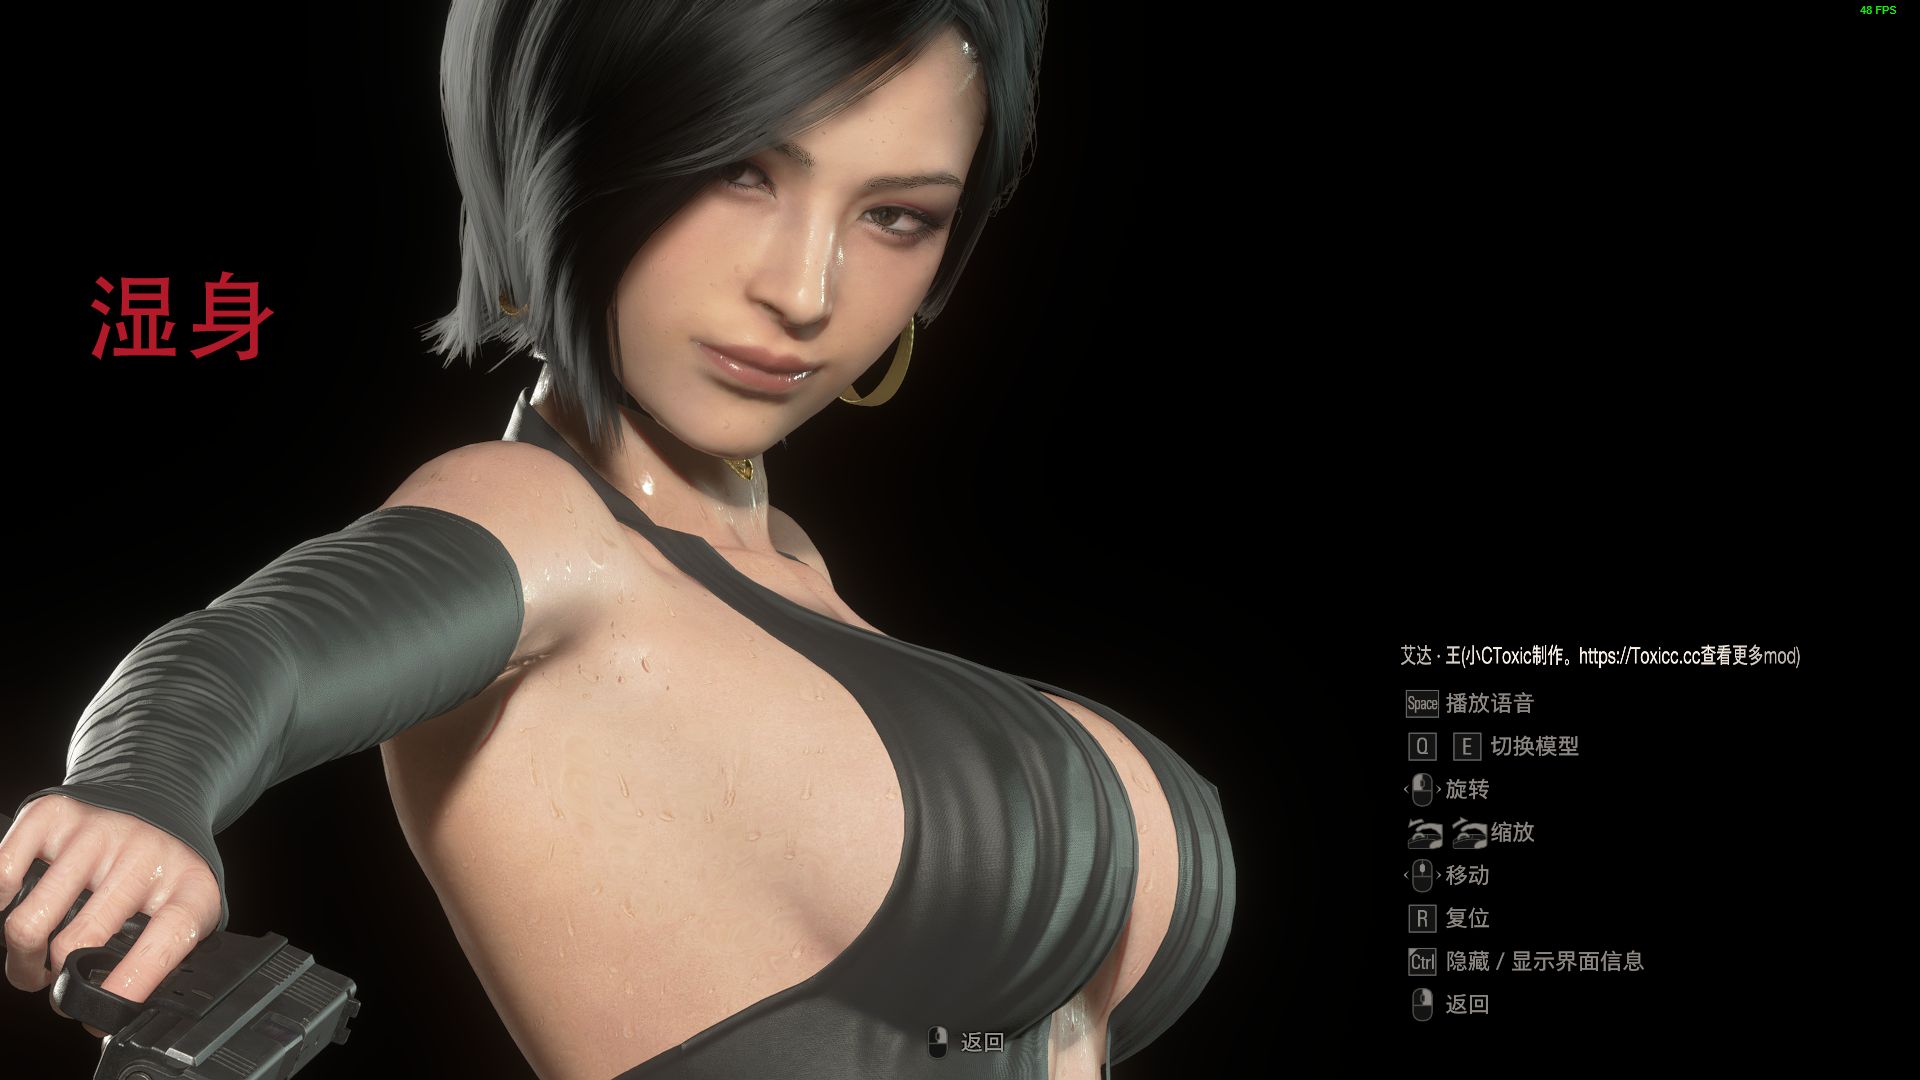 48 FPS
湿身
艾达·王(小CToxic制作。https://Toxicc.cc查看更多mod)
Space 播放语音
Q E 切换模型
旋转
缩放
移动
R 复位
Ctrl 隐藏 / 显示界面信息
返回
返回